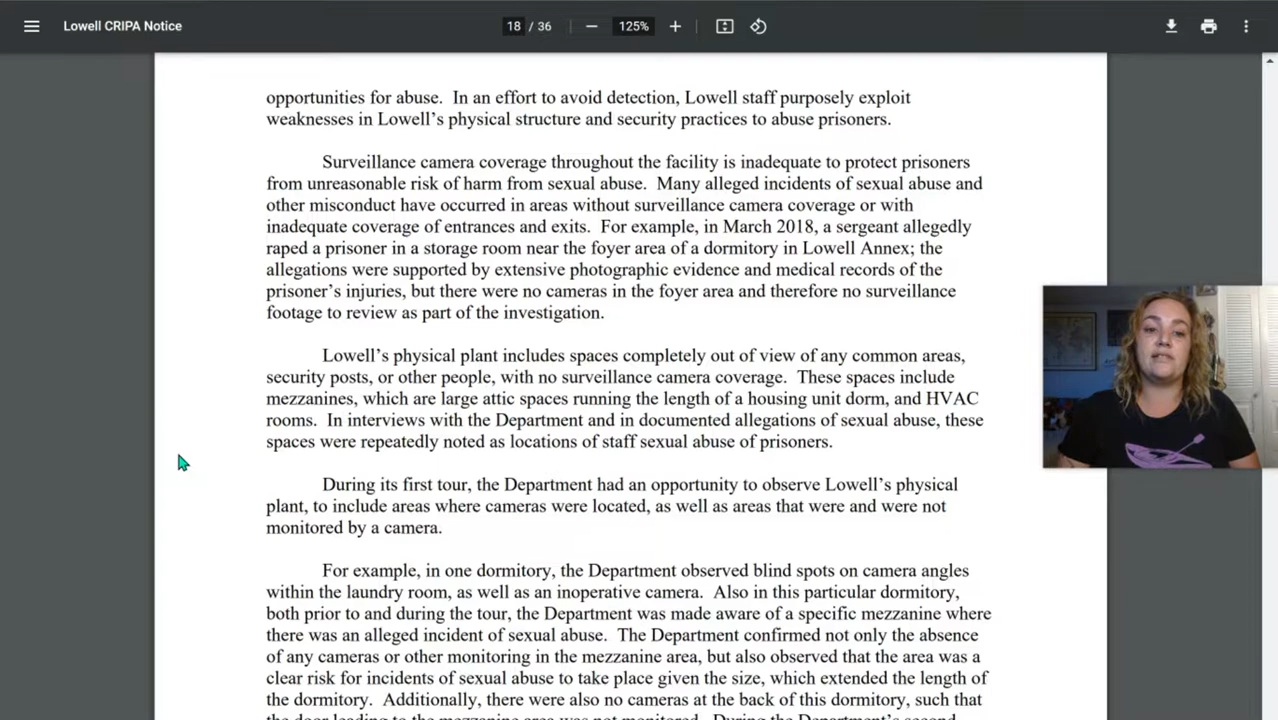 Lowell CRIPA Notice
18 / 36
125%
opportunities for abuse. In an effort to avoid detection, Lowell staff purposely exploit
weaknesses in Lowell's physical structure and security practices to abuse prisoners.
Surveillance camera coverage throughout the facility is inadequate to protect prisoners
from unreasonable risk of harm from sexual abuse. Many alleged incidents of sexual abuse and
other misconduct have occurred in areas without surveillance camera coverage or with
inadequate coverage of entrances and exits. For example, in March 2018, a sergeant allegedly
raped a prisoner in a storage room near the foyer area of a dormitory in Lowell Annex; the
allegations were supported by extensive photographic evidence and medical records of the
prisoner's injuries, but there were no cameras in the foyer area and therefore no surveillance
footage to review as part of the investigation.
Lowell's physical plant includes spaces completely out of view of any common areas,
security posts, or other people, with no surveillance camera coverage. These spaces include
mezzanines, which are large attic spaces running the length of a housing unit dorm, and HVAC
rooms. In interviews with the Department and in documented allegations of sexual abuse, these
spaces were repeatedly noted as locations of staff sexual abuse of prisoners.
During its first tour, the Department had an opportunity to observe Lowell's physical
plant, to include areas where cameras were located, as well as areas that were and were not
monitored by a camera.
For example, in one dormitory, the Department observed blind spots on camera angles
within the laundry room, as well as an inoperative camera. Also in this particular dormitory,
both prior to and during the tour, the Department was made aware of a specific mezzanine where
there was an alleged incident of sexual abuse. The Department confirmed not only the absence
of any cameras or other monitoring in the mezzanine area, but also observed that the area was a
clear risk for incidents of sexual abuse to take place given the size, which extended the length of
the dormitory. Additionally, there were also no cameras at the back of this dormitory, such that
the door leading to the mezzanine area was not monitored. During the Department's second